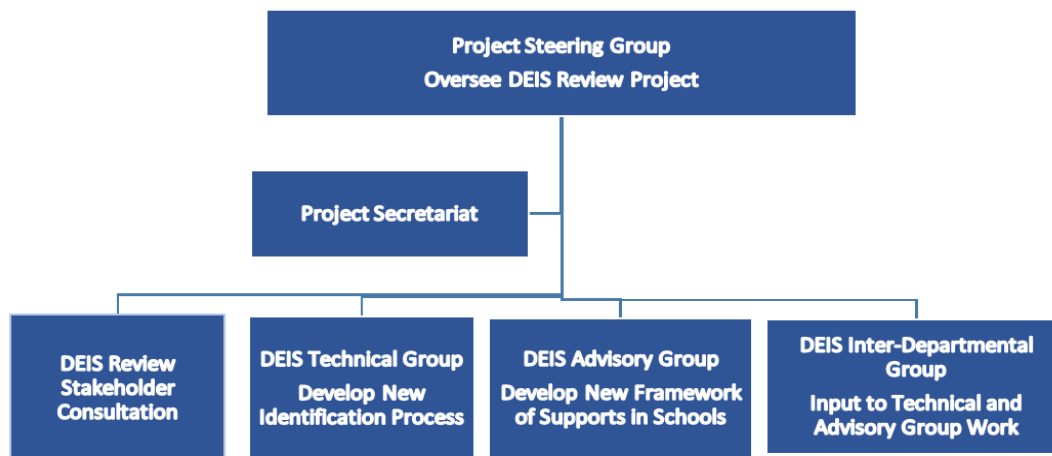 Project Steering Group
Oversee DEIS Review Project
Project Secretariat
DEIS Review
Stakeholder
Consultation
DEIS Technical Group
Develop New
Identification Process
DEIS Advisory Group
Develop New Framework
of Supports in Schools
DEIS Inter-Departmental
Group
Input to Technical and
Advisory Group Work